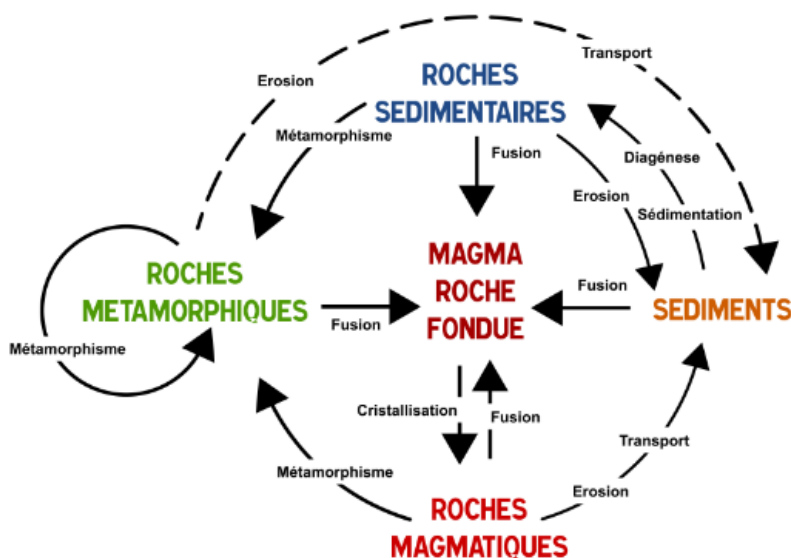 Transport
Erosion
ROCHES
SEDIMENTAIRES
Métamorphisme
Fusion
Diagénese
Erosion
Sédimentation
MAGMA
ROCHE
FONDUE
ROCHES
METAMORPHIQUES
Fusion
SEDIMENTS
Fusion
Métamorphisme
Cristallisation
Fusion
Transport
Métamorphisme
Erosion
ROCHES
MAGMATIQUES